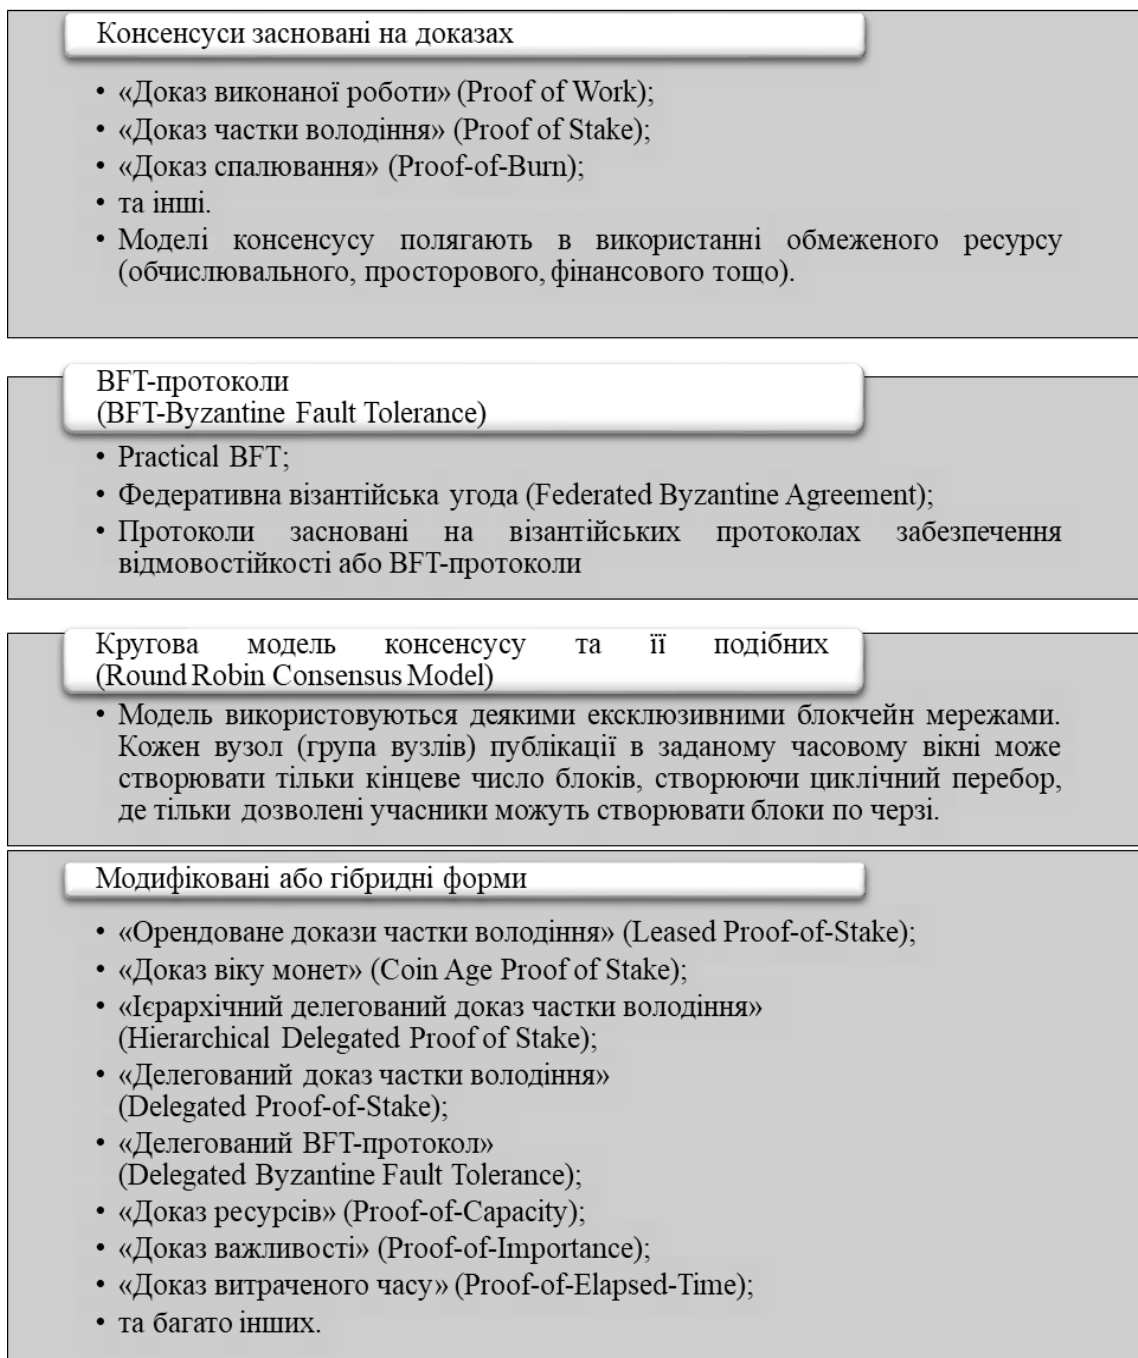 Консенсуси засновані на доказах
• «Доказ виконаної роботи» (Proof of Work);
• «Доказ частки володіння» (Proof of Stake);
• «Доказ спалювання» (Proof-of-Burn);
• та інші.
• Моделі консенсусу полягають в використанні обмеженого ресурсу
(обчислювального, просторового, фінансового тощо).
BFT-протоколи
(BFT-Byzantine Fault Tolerance)
• Practical BFT;
• Федеративна візантійська угода (Federated Byzantine Agreement);
• Протоколи засновані на візантійських протоколах забезпечення
відмовостійкості або BFT-протоколи
Кругова модель консенсусу та її подібних
(Round Robin Consensus Model)
• Модель використовуються деякими ексклюзивними блокчейн мережами.
Кожен вузол (група вузлів) публікації в заданому часовому вікні може
створювати тільки кінцеве число блоків, створюючи циклічний перебор,
де тільки дозволені учасники можуть створювати блоки по черзі.
Модифіковані або гібридні форми
• «Орендоване докази частки володіння» (Leased Proof-of-Stake);
• «Доказ віку монет» (Coin Age Proof of Stake);
• «Ієрархічний делегований доказ частки володіння»
(Hierarchical Delegated Proof of Stake);
• «Делегований доказ частки володіння»
(Delegated Proof-of-Stake);
• «Делегований BFT-протокол»
(Delegated Byzantine Fault Tolerance);
• «Доказ ресурсів» (Proof-of-Capacity);
• «Доказ важливості» (Proof-of-Importance);
• «Доказ витраченого часу» (Proof-of-Elapsed-Time);
• та багато інших.